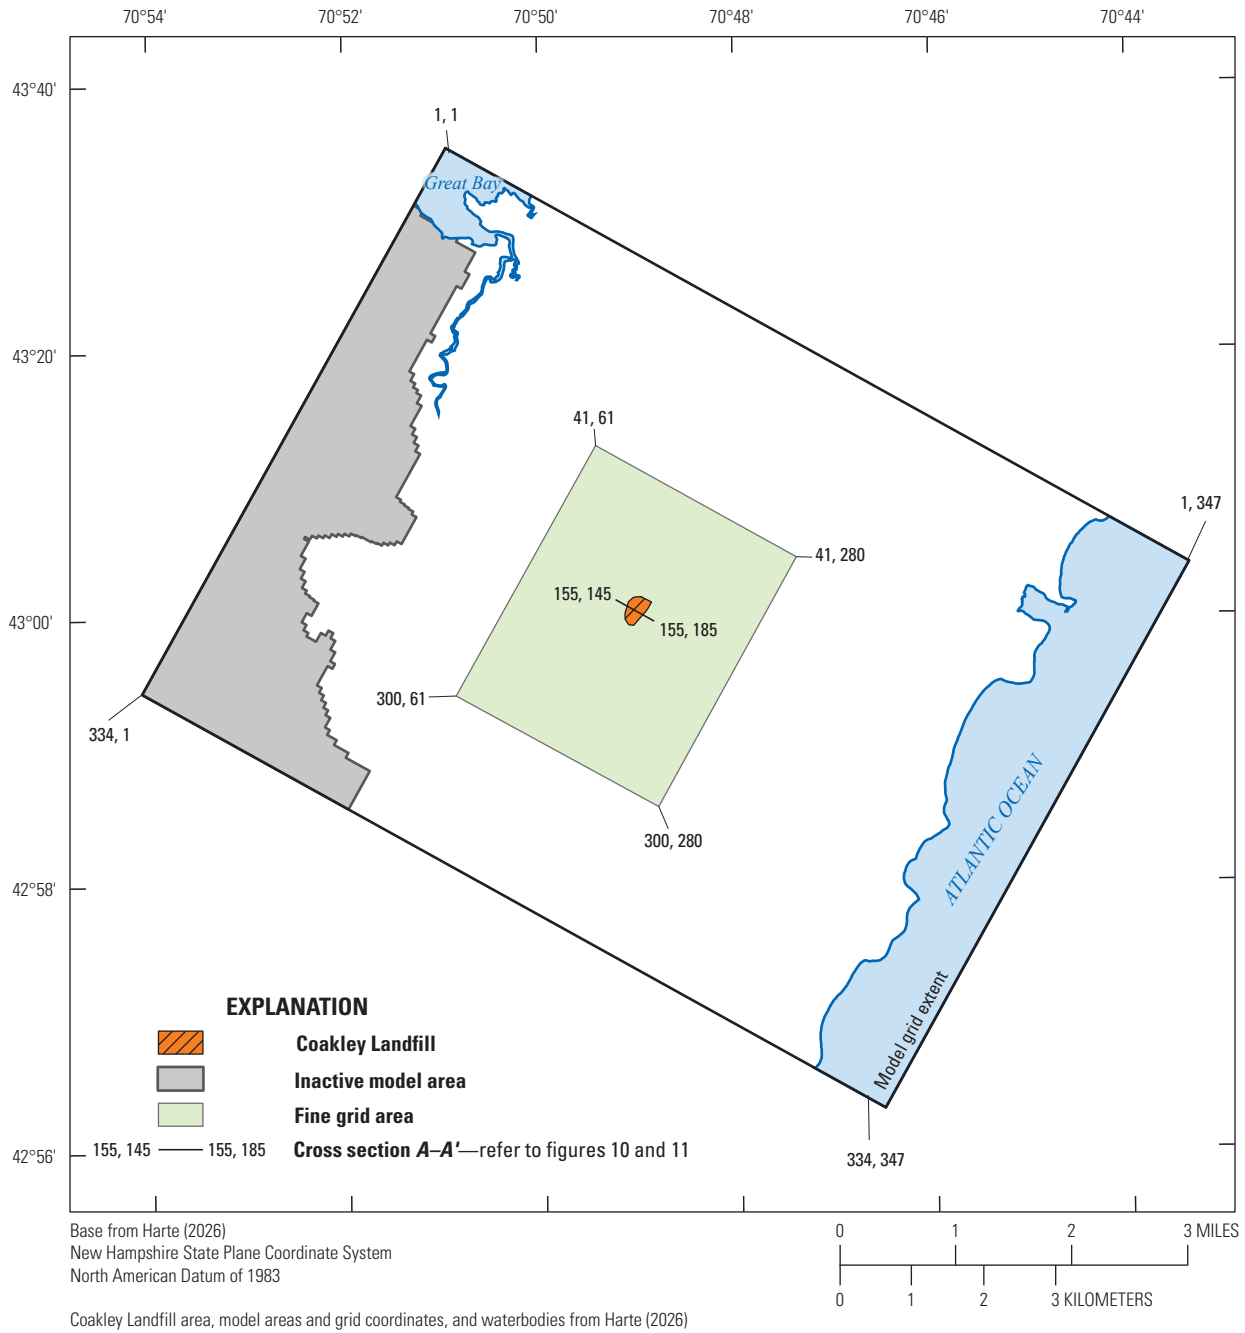 70°54' 70°52' 70°50' 70°48' 70°46' 70°44'
43°40'
1, 1
Great Bay
43°20'
41, 61
1, 347
41, 280
155, 145
43°00'
155, 185
300, 61
334, 1
ATLANTIC OCEAN
300, 280
42°58'
Model grid extent
EXPLANATION
Coakley Landfill
Inactive model area
Fine grid area
155, 145 155, 185 Cross section A–A'—refer to figures 10 and 11
42°56'
334, 347
Base from Harte (2026)
New Hampshire State Plane Coordinate System
North American Datum of 1983
0 1 2 3 MILES
0 1 2 3 KILOMETERS
Coakley Landfill area, model areas and grid coordinates, and waterbodies from Harte (2026)